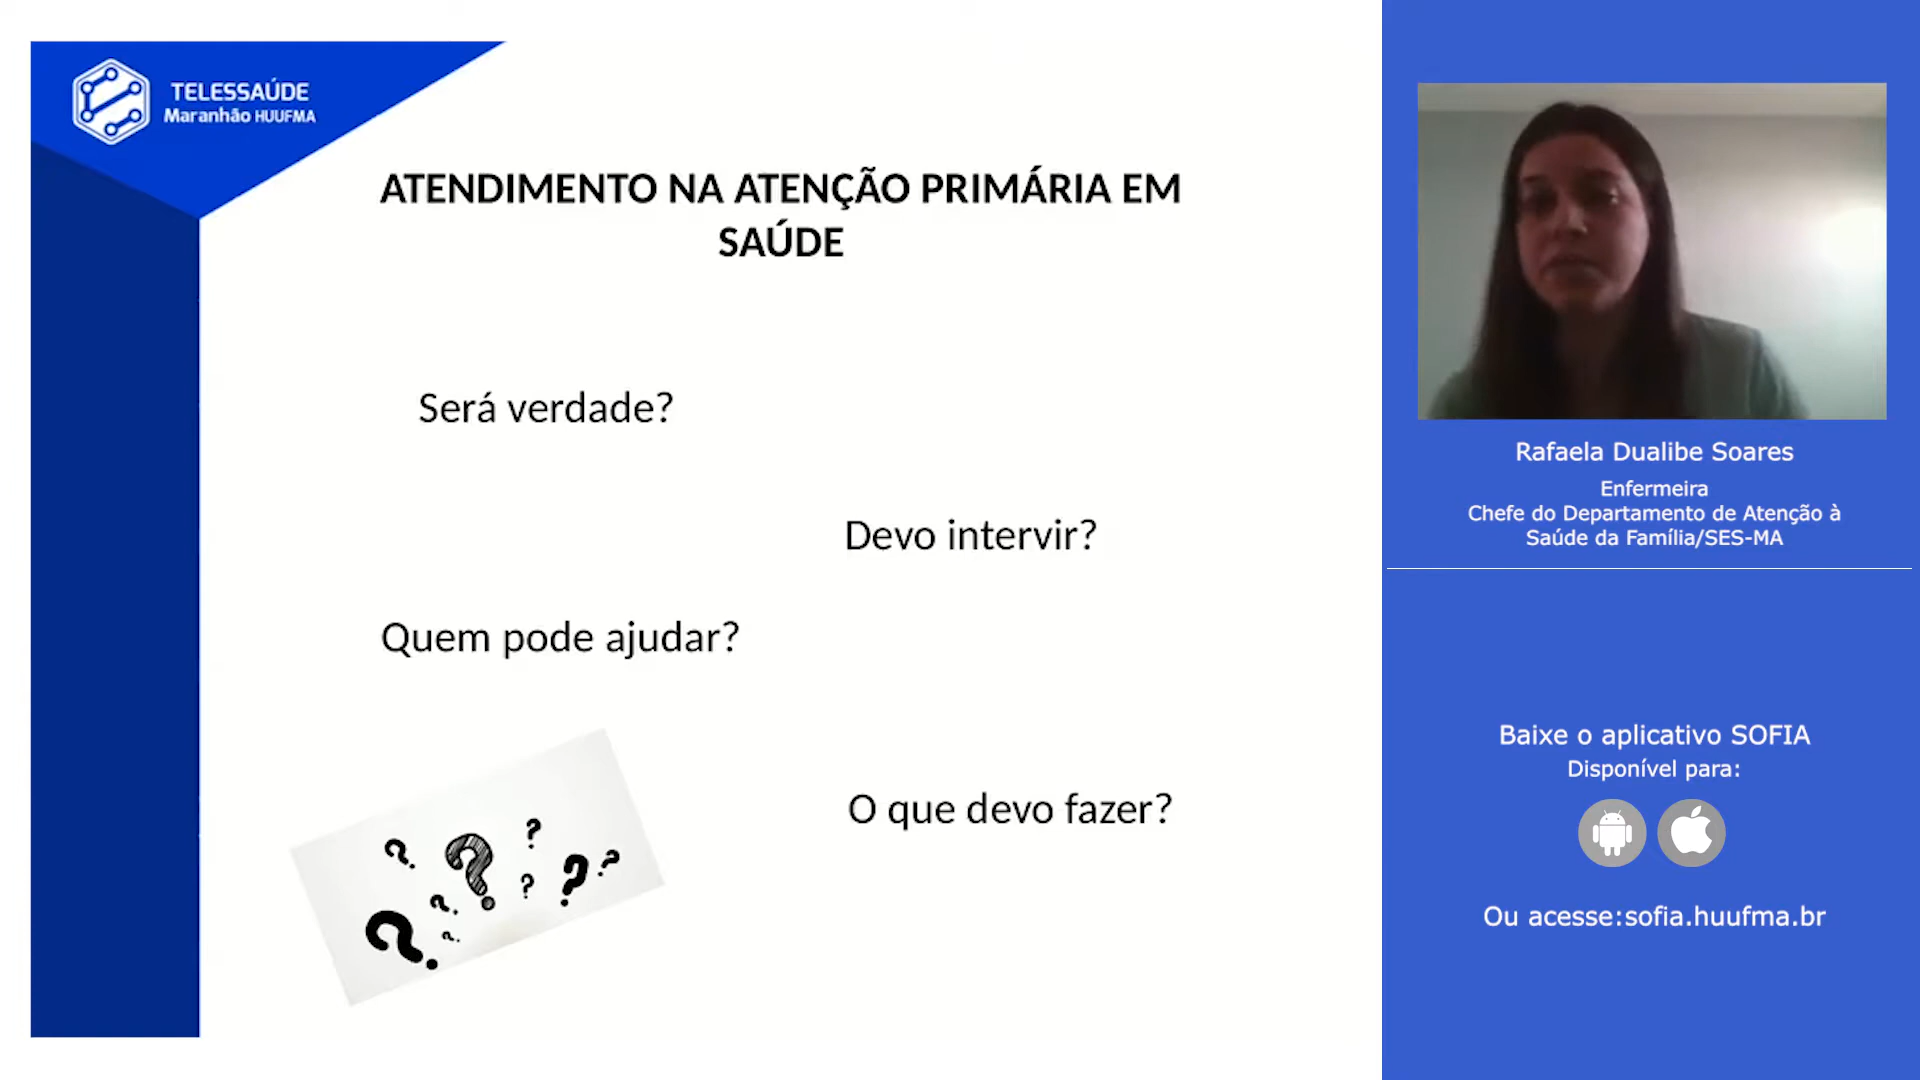 TELESSAÚDE
Maranhão HUUFMA
ATENDIMENTO NA ATENÇÃO PRIMÁRIA EM
SAÚDE
Será verdade?
Devo intervir?
Quem pode ajudar?
O que devo fazer?
? ? ? ? ? ? ? ? ?
Rafaela Dualibe Soares
Enfermeira
Chefe do Departamento de Atenção à
Saúde da Família/SES-MA
Baixe o aplicativo SOFIA
Disponível para:
Ou acesse:sofia.huufma.br